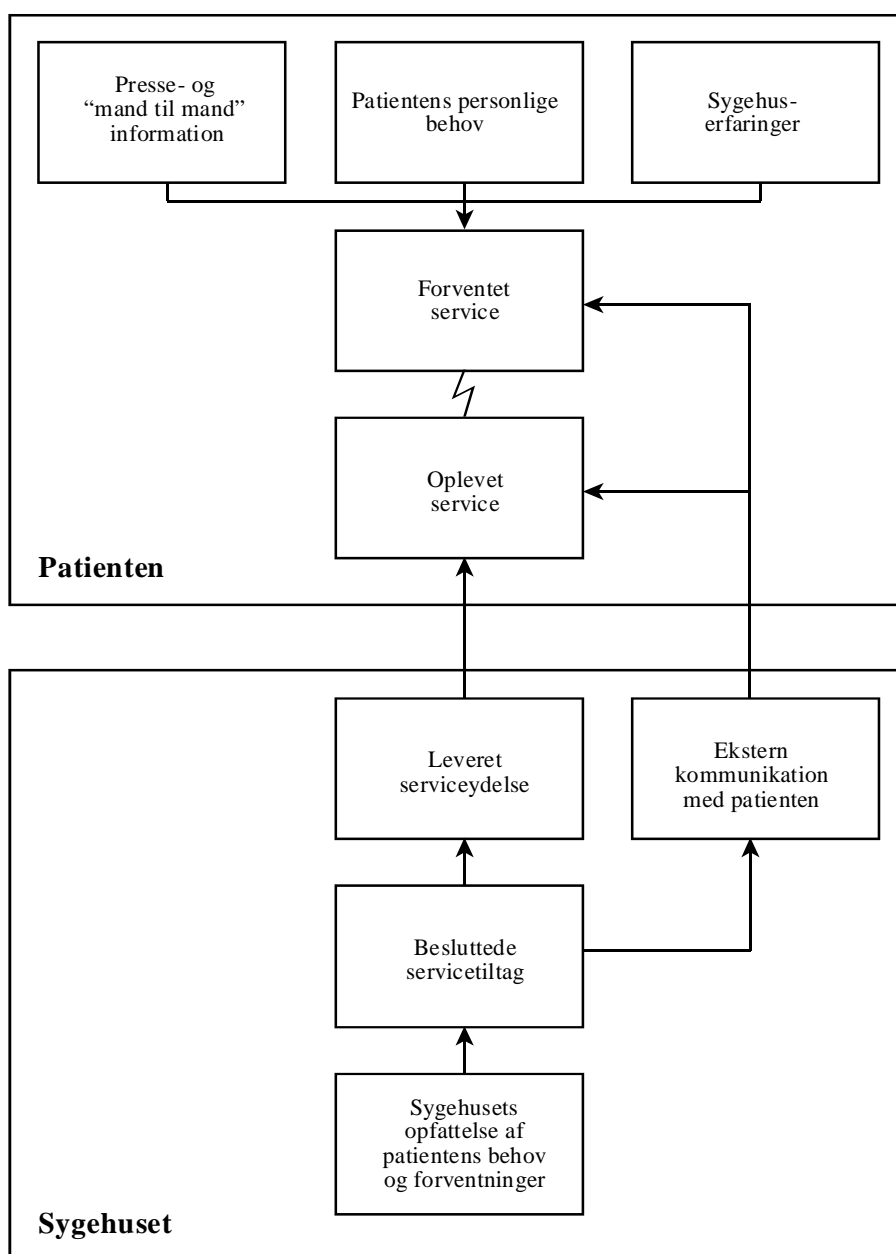 Presse- og
“mand til mand”
information
Patientens personlige
behov
Sygehus-
erfaringer
Forventet
service
Oplevet
service
Patienten
Leveret
serviceydelse
Ekstern
kommunikation
med patienten
Besluttede
servicetiltag
Sygehusets
opfattelse af
patientens behov
og forventninger
Sygehuset